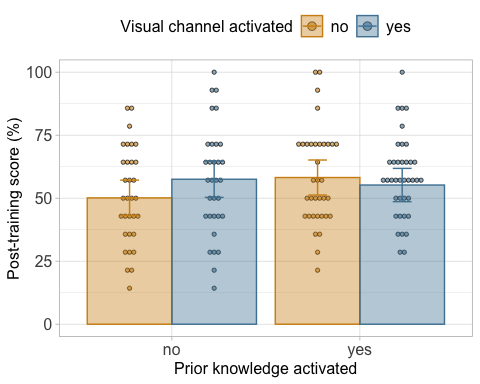 Visual channel activated no yes
Post-training score (%)
100
75
50
25
0
no yes
Prior knowledge activated